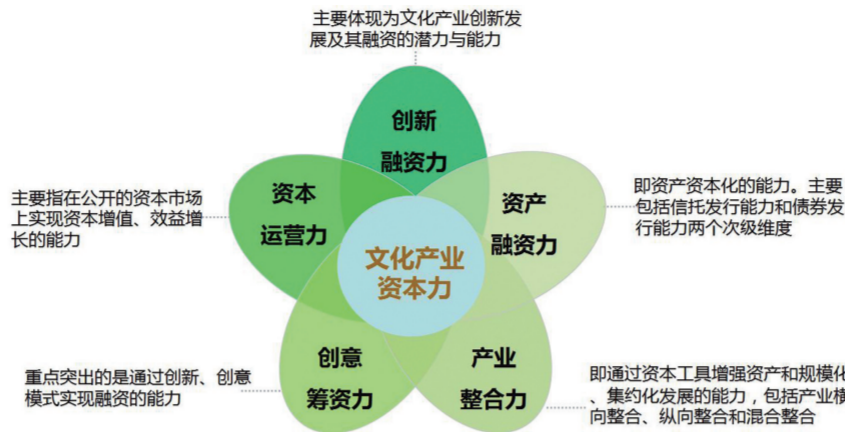 主要体现为文化产业创新发
展及其融资的潜力与能力
创新
融资力
资本
运营力
主要指在公开的资本市场
上实现资本增值、效益增
长的能力
资产
融资力
即资产资本化的能力。主要
包括信托发行能力和债券发
行能力两个次级维度
文化产业
资本力
创意
筹资力
重点突出的是通过创新、创意
模式实现融资的能力
产业
整合力
即通过资本工具增强资产和规模化
、集约化发展的能力，包括产业横
向整合、纵向整合和混合整合